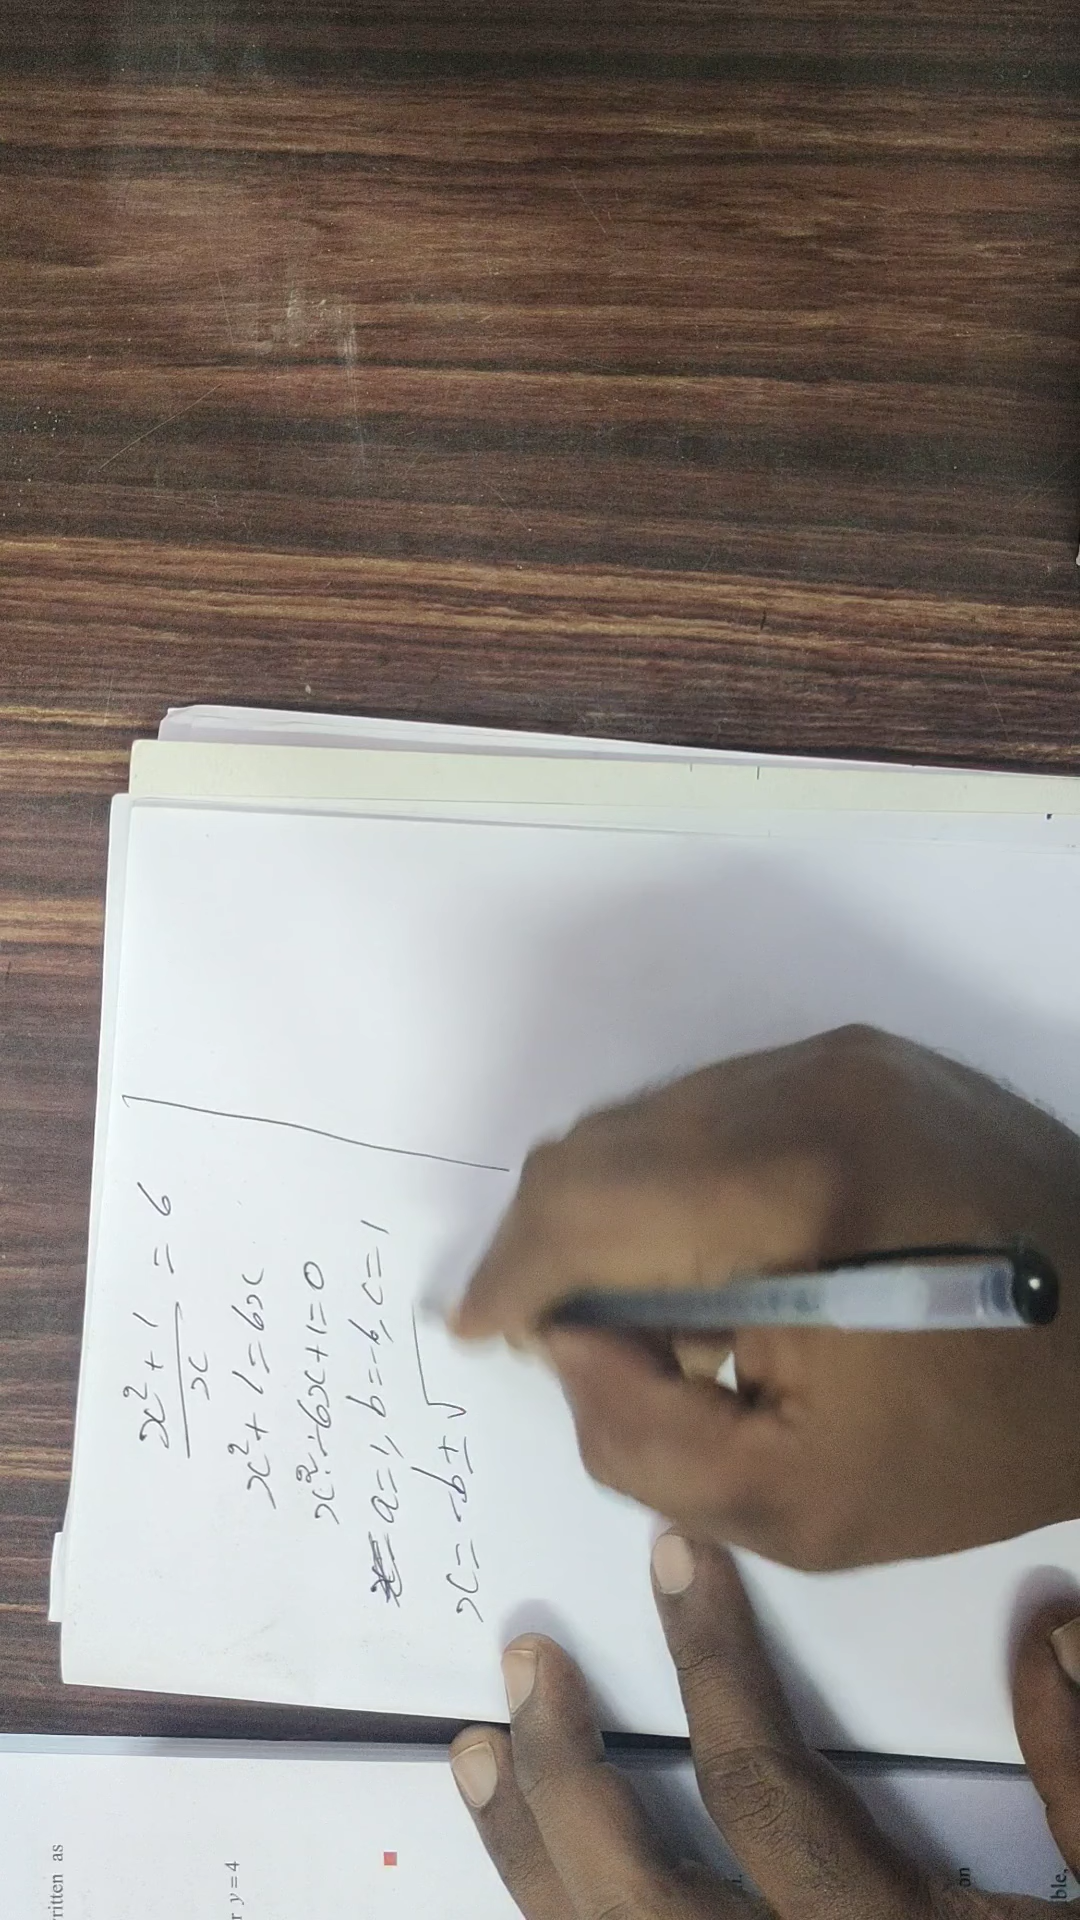 x² + 1 / x = 6
x² + 1 = 6x
x² - 6x + 1 = 0
a = 1, b = -6, c = 1
x = -b ± √
ritten as
r y = 4
on
ble,